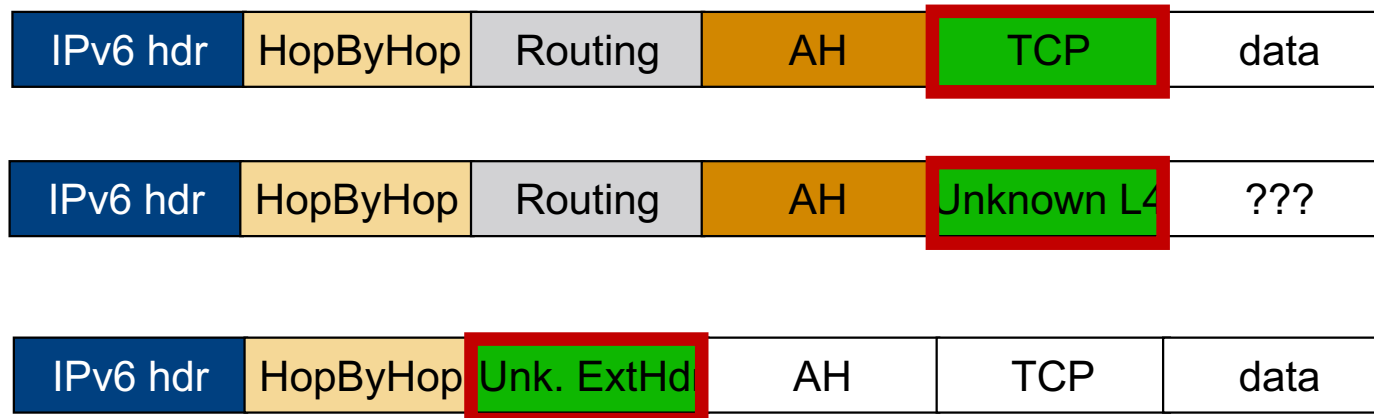 IPv6 hdr HopByHop Routing AH TCP data
IPv6 hdr HopByHop Routing AH Unknown L4 ???
IPv6 hdr HopByHop Unk. ExtHdr AH TCP data